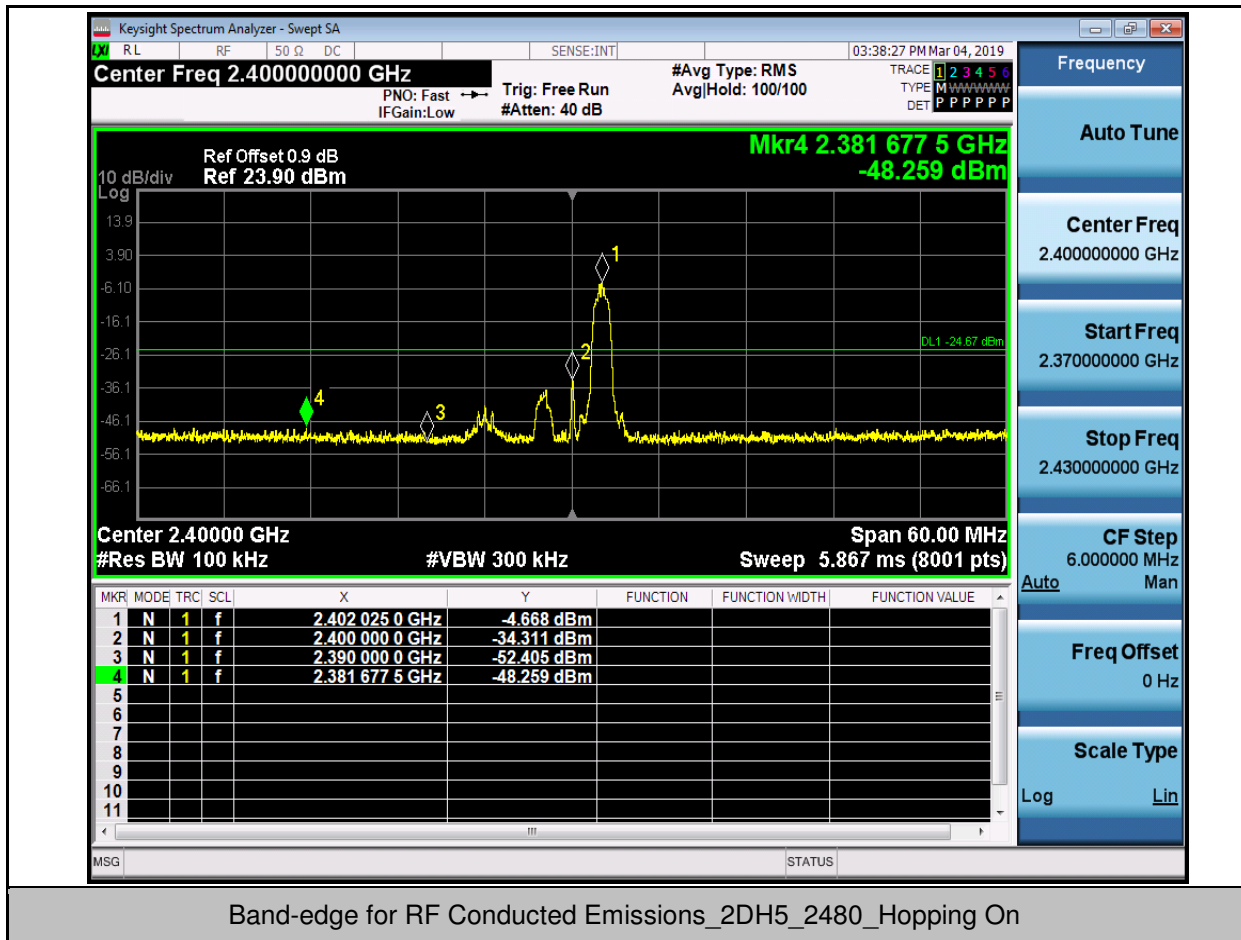 Keysight Spectrum Analyzer - Swept SA
LXI RL RF 50 Ω DC SENSE:INT 03:38:27 PM Mar 04, 2019
Center Freq 2.400000000 GHz
PNO: Fast
IFGain:Low
Trig: Free Run
#Atten: 40 dB
#Avg Type: RMS
Avg|Hold: 100/100
TRACE 1 2 3 4 5 6
TYPE M W W W W W
DET P P P P P P
Frequency
Auto Tune
Center Freq
2.400000000 GHz
Start Freq
2.370000000 GHz
Stop Freq
2.430000000 GHz
CF Step
6.000000 MHz
Auto Man
Freq Offset
0 Hz
Scale Type
Log Lin
Mkr4 2.381 677 5 GHz
-48.259 dBm
Ref Offset 0.9 dB
10 dB/div Ref 23.90 dBm
Log
13.9
3.90
-6.10
-16.1
-26.1
-36.1
-46.1
-56.1
-66.1
1
DL1 -24.67 dBm
2
4
3
Center 2.40000 GHz Span 60.00 MHz
#Res BW 100 kHz #VBW 300 kHz Sweep 5.867 ms (8001 pts)
MKR MODE TRC SCL X Y FUNCTION FUNCTION WIDTH FUNCTION VALUE
1 N 1 f 2.402 025 0 GHz -4.668 dBm
2 N 1 f 2.400 000 0 GHz -34.311 dBm
3 N 1 f 2.390 000 0 GHz -52.405 dBm
4 N 1 f 2.381 677 5 GHz -48.259 dBm
5
6
7
8
9
10
11
MSG STATUS
Band-edge for RF Conducted Emissions_2DH5_2480_Hopping On